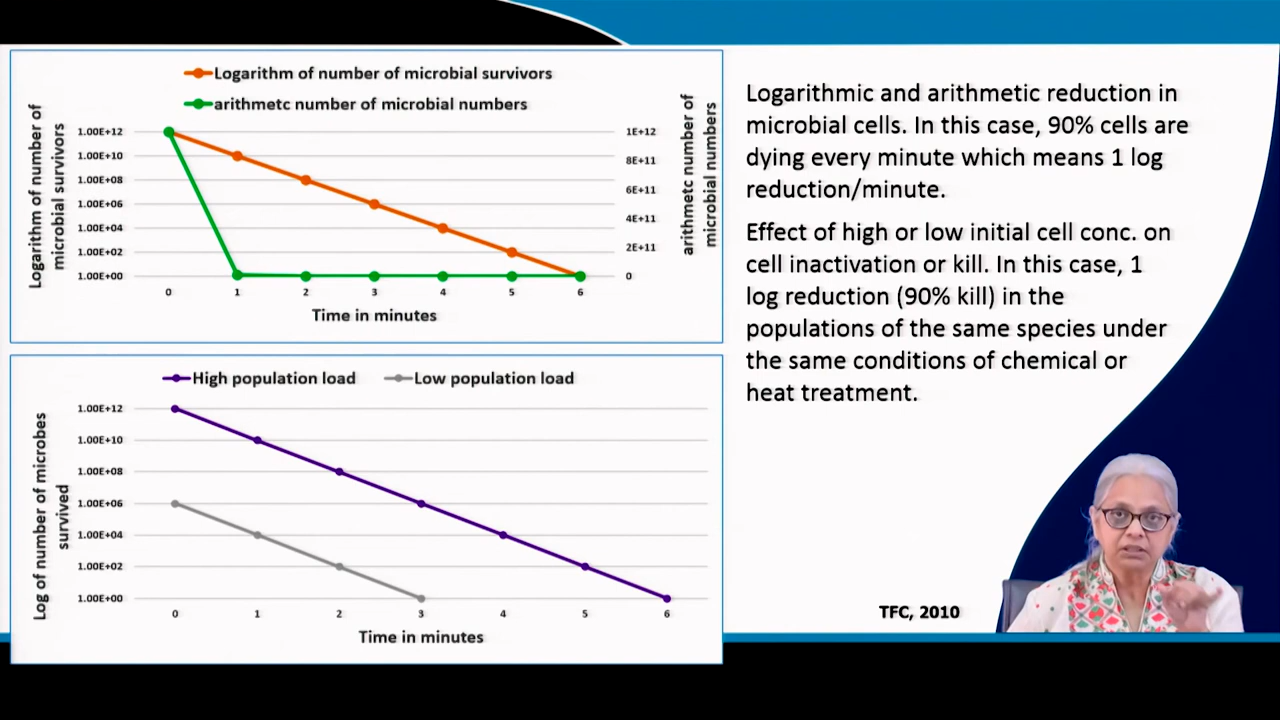 Logarithm of number of microbial survivors
arithmetc number of microbial numbers
Logarithm of number of
microbial survivors
1.00E+12
1.00E+10
1.00E+08
1.00E+06
1.00E+04
1.00E+02
1.00E+00
1E+12
8E+11
6E+11
4E+11
2E+11
0
arithmetc number of
microbial numbers
0 1 2 3 4 5 6
Time in minutes
High population load
Low population load
Log of number of microbes
survived
1.00E+12
1.00E+10
1.00E+08
1.00E+06
1.00E+04
1.00E+02
1.00E+00
0 1 2 3 4 5 6
Time in minutes
Logarithmic and arithmetic reduction in
microbial cells. In this case, 90% cells are
dying every minute which means 1 log
reduction/minute.
Effect of high or low initial cell conc. on
cell inactivation or kill. In this case, 1
log reduction (90% kill) in the
populations of the same species under
the same conditions of chemical or
heat treatment.
TFC, 2010